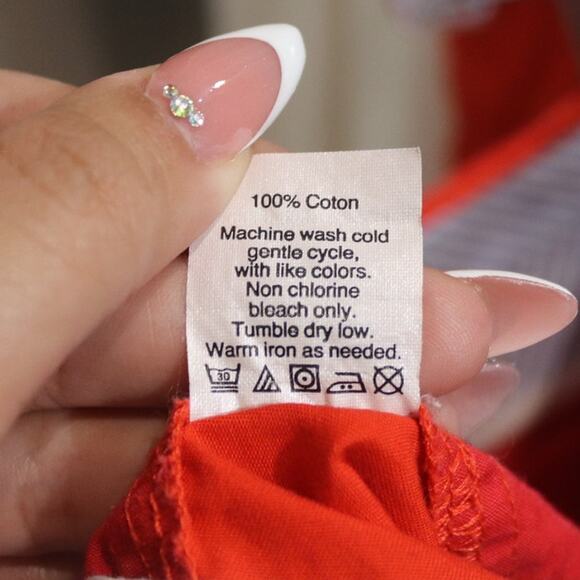 100% Coton
Machine wash cold
gentle cycle,
with like colors.
Non chlorine
bleach only.
Tumble dry low.
Warm iron as needed.
30